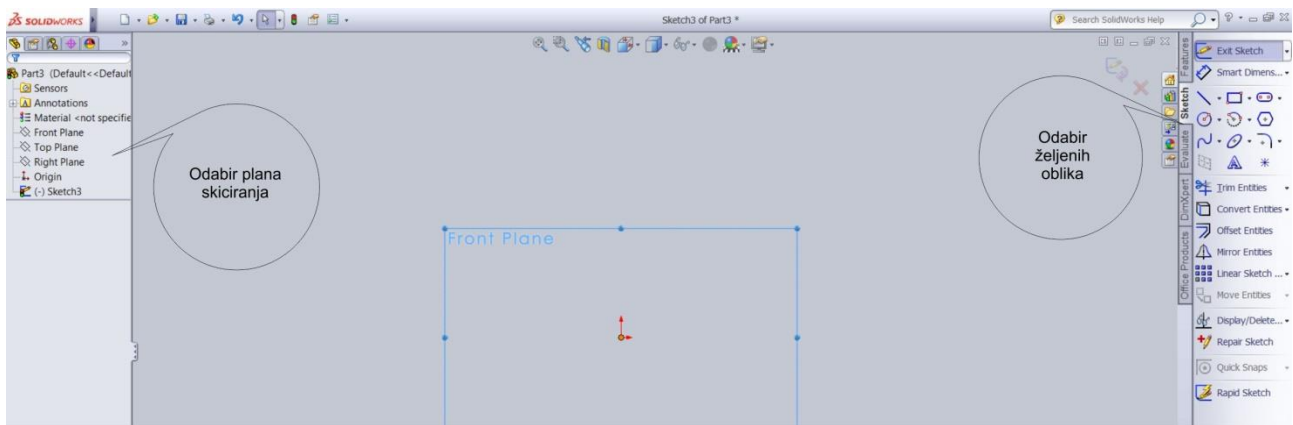 SOLIDWORKS
Sketch3 of Part3 *
Search SolidWorks Help
Part3 (Default<<Default
Sensors
Annotations
Material <not specifie
Front Plane
Top Plane
Right Plane
Origin
(-) Sketch3
Odabir plana
skiciranja
Front Plane
Odabir
željenih
oblika
Features
Sketch
Evaluate
DimXpert
Office Products
Exit Sketch
Smart Dimens...
Trim Entities
Convert Entities
Offset Entities
Mirror Entities
Linear Sketch ...
Move Entities
Display/Delete...
Repair Sketch
Quick Snaps
Rapid Sketch